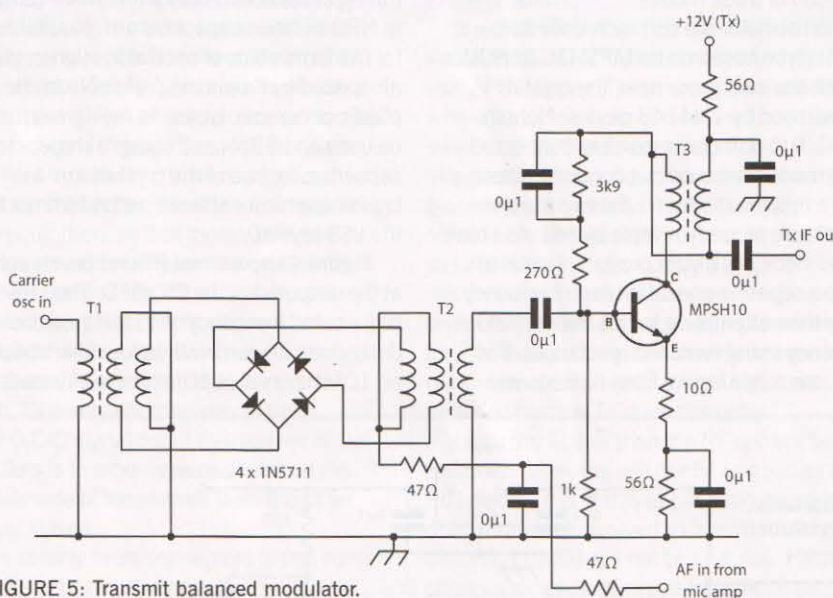 +12V (Tx)
56Ω
T3
0µ1
0µ1
3k9
Tx IF out
0µ1
270Ω
Carrier
osc in
MPSH10
T2
B
E
0µ1
10Ω
4 x 1N5711
47Ω
0µ1
1k
56Ω
0µ1
47Ω
AF in from
mic amp
FIGURE 5: Transmit balanced modulator.